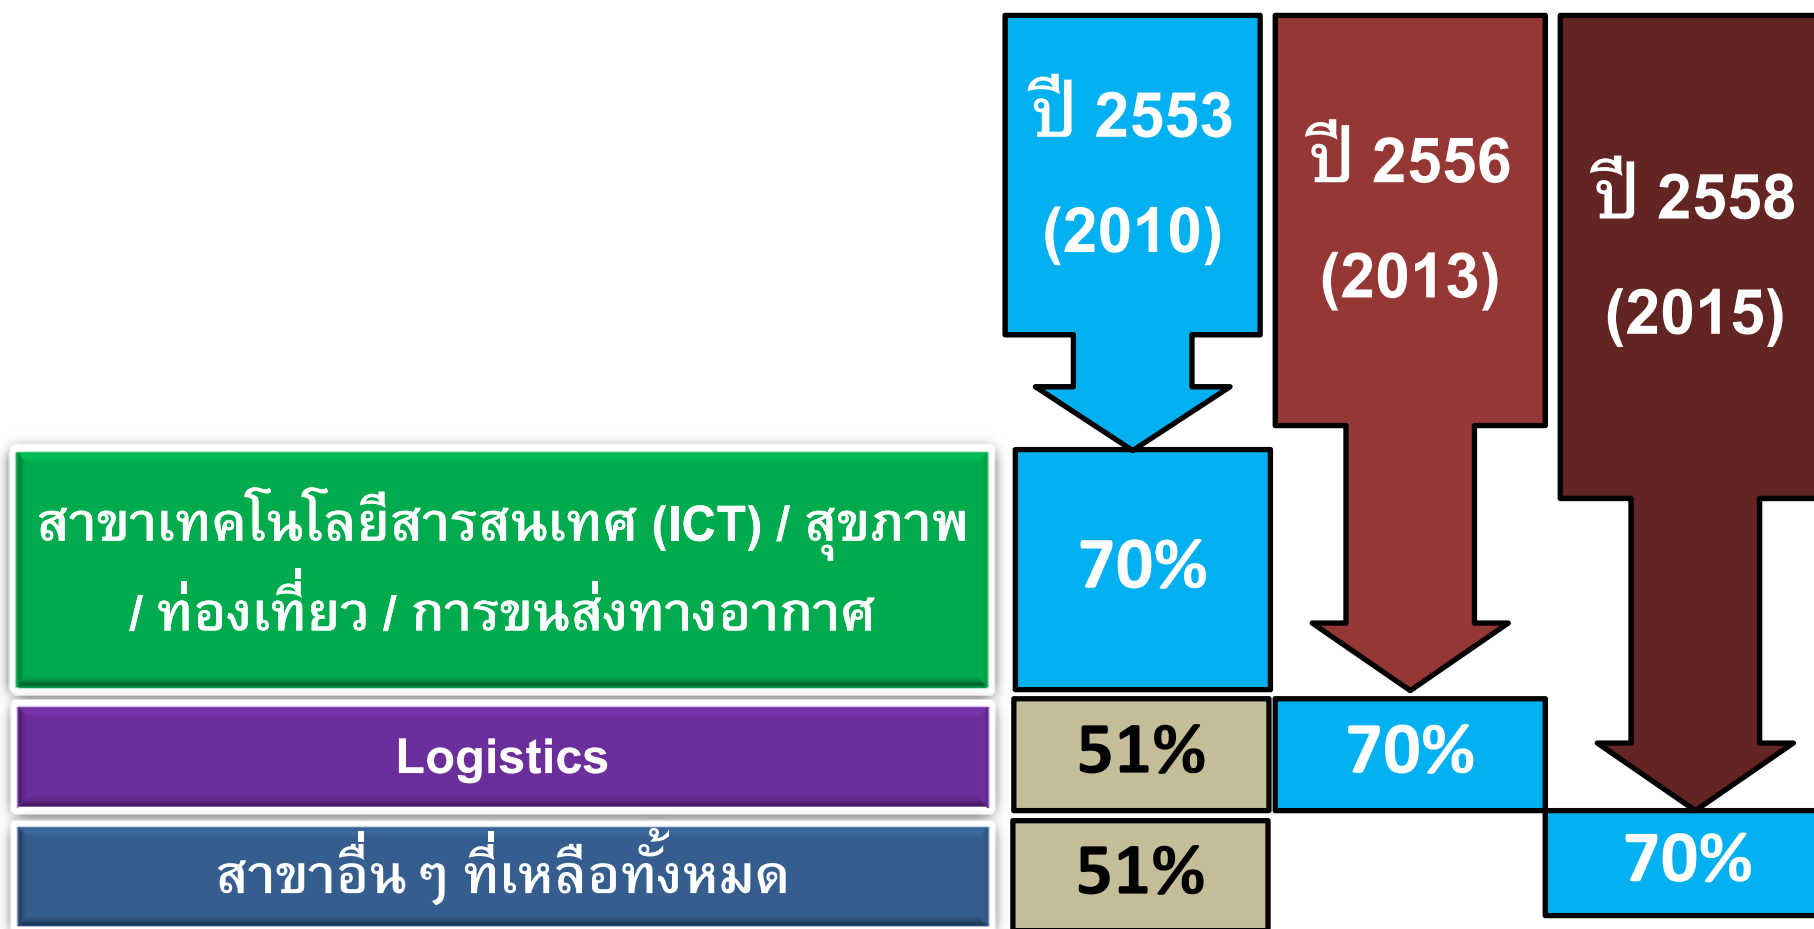 ปี 2553
(2010)
ปี 2556
(2013)
ปี 2558
(2015)
สาขาเทคโนโลยีสารสนเทศ (ICT) / สุขภาพ
/ ท่องเที่ยว / การขนส่งทางอากาศ
70%
Logistics
51%
70%
สาขาอื่น ๆ ที่เหลือทั้งหมด
51%
70%